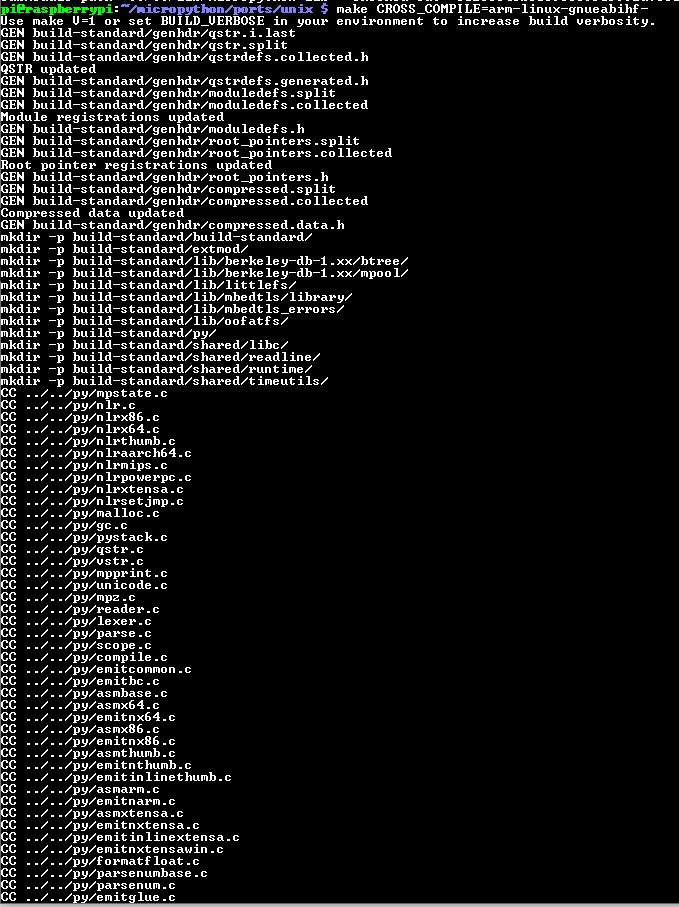 pi@raspberrypi:~/micropython/ports/unix $ make CROSS_COMPILE=arm-linux-gnueabihf-
Use make V=1 or set BUILD_VERBOSE in your environment to increase build verbosity.
GEN build-standard/genhdr/qstr.i.last
GEN build-standard/genhdr/qstr.split
GEN build-standard/genhdr/qstrdefs.collected.h
QSTR updated
GEN build-standard/genhdr/qstrdefs.generated.h
GEN build-standard/genhdr/moduledefs.split
GEN build-standard/genhdr/moduledefs.collected
Module registrations updated
GEN build-standard/genhdr/moduledefs.h
GEN build-standard/genhdr/root_pointers.split
GEN build-standard/genhdr/root_pointers.collected
Root pointer registrations updated
GEN build-standard/genhdr/root_pointers.h
GEN build-standard/genhdr/compressed.split
GEN build-standard/genhdr/compressed.collected
Compressed data updated
GEN build-standard/genhdr/compressed.data.h
mkdir -p build-standard/build-standard/
mkdir -p build-standard/extmod/
mkdir -p build-standard/lib/berkeley-db-1.xx/btree/
mkdir -p build-standard/lib/berkeley-db-1.xx/mpool/
mkdir -p build-standard/lib/littlefs/
mkdir -p build-standard/lib/mbedtls/library/
mkdir -p build-standard/lib/mbedtls_errors/
mkdir -p build-standard/lib/oofatfs/
mkdir -p build-standard/py/
mkdir -p build-standard/shared/libc/
mkdir -p build-standard/shared/readline/
mkdir -p build-standard/shared/runtime/
mkdir -p build-standard/shared/timeutils/
CC ../../py/mpstate.c
CC ../../py/nlr.c
CC ../../py/nlrx86.c
CC ../../py/nlrx64.c
CC ../../py/nlrthumb.c
CC ../../py/nlraarch64.c
CC ../../py/nlrmips.c
CC ../../py/nlrpowerpc.c
CC ../../py/nlrxtensa.c
CC ../../py/nlrsetjmp.c
CC ../../py/malloc.c
CC ../../py/gc.c
CC ../../py/pystack.c
CC ../../py/qstr.c
CC ../../py/vstr.c
CC ../../py/mpprint.c
CC ../../py/unicode.c
CC ../../py/mpz.c
CC ../../py/reader.c
CC ../../py/lexer.c
CC ../../py/parse.c
CC ../../py/scope.c
CC ../../py/compile.c
CC ../../py/emitcommon.c
CC ../../py/emitbc.c
CC ../../py/asmbase.c
CC ../../py/asmx64.c
CC ../../py/emitnx64.c
CC ../../py/asmx86.c
CC ../../py/emitnx86.c
CC ../../py/asmthumb.c
CC ../../py/emitnthumb.c
CC ../../py/emitinlinethumb.c
CC ../../py/asmarm.c
CC ../../py/emitnarm.c
CC ../../py/asmxtensa.c
CC ../../py/emitnxtensa.c
CC ../../py/emitinlinextensa.c
CC ../../py/emitnxtensawin.c
CC ../../py/formatfloat.c
CC ../../py/parsenumbase.c
CC ../../py/parsenum.c
CC ../../py/emitglue.c